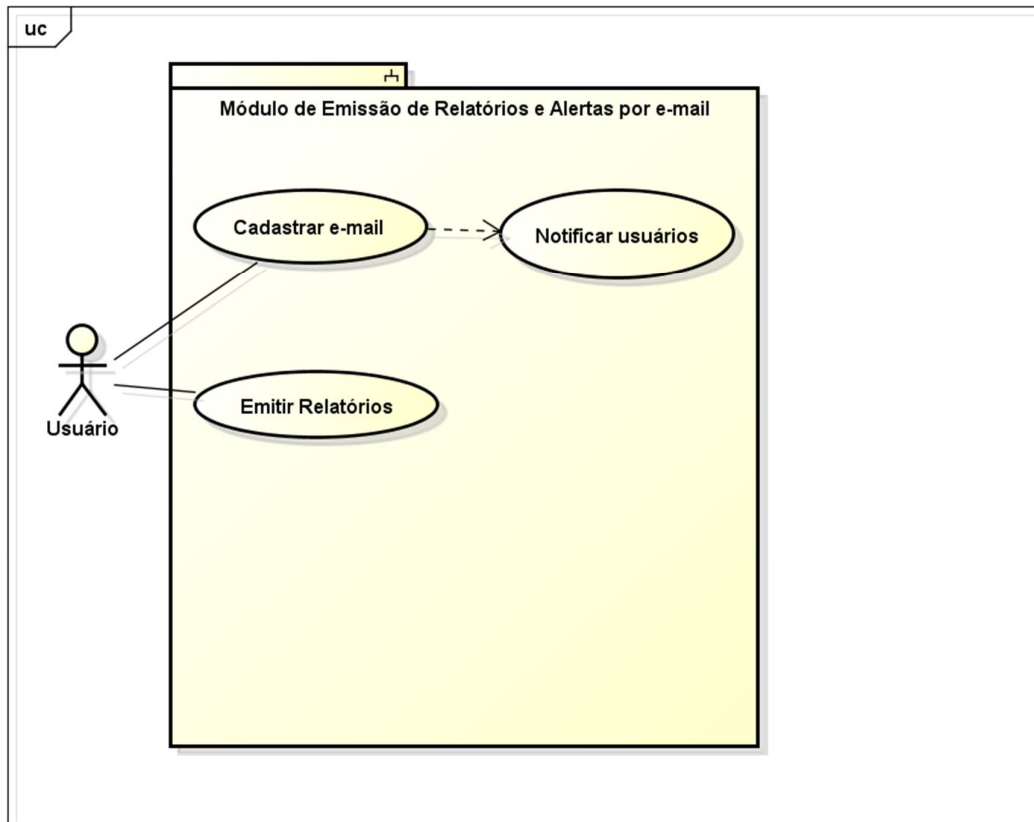 uc
Módulo de Emissão de Relatórios e Alertas por e-mail
Cadastrar e-mail
Notificar usuários
Emitir Relatórios
Usuário